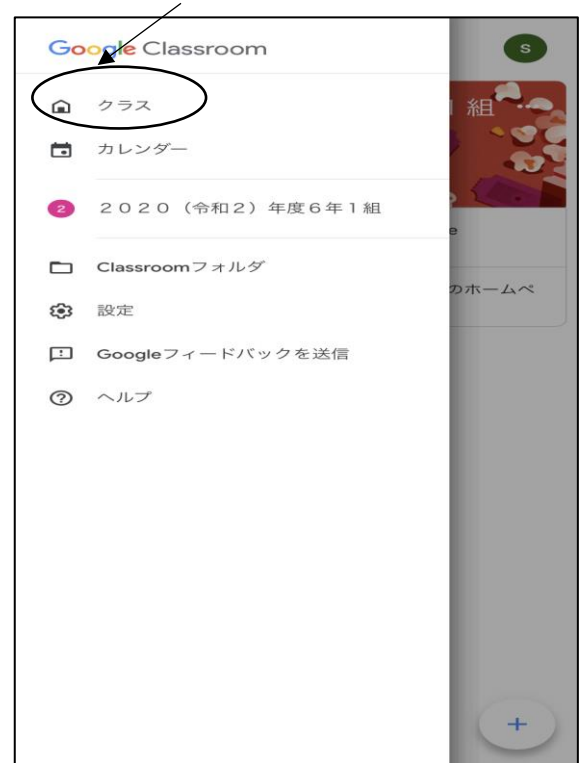 Google Classroom
S
クラス
1組
カレンダー
2
2020（令和2）年度6年1組
e
Classroomフォルダ
のホームペ
設定
Googleフィードバックを送信
ヘルプ